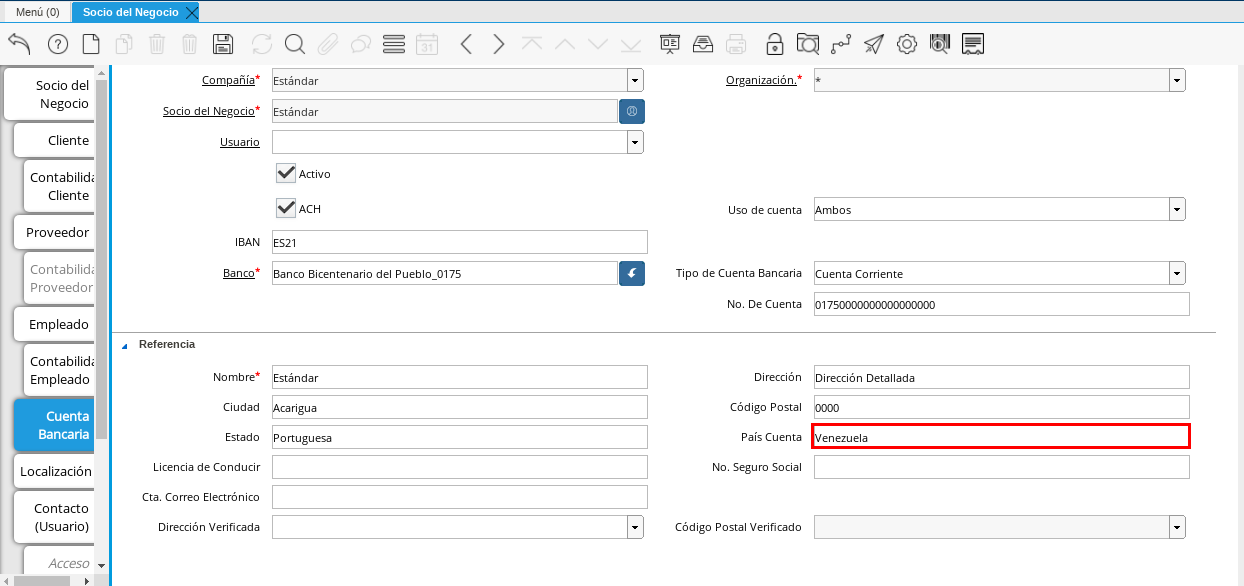 Menú (0)
Socio del Negocio
31
Socio del
Negocio
Cliente
Contabilida
Cliente
Proveedor
Contabilida
Proveedor
Empleado
Contabilida
Empleado
Cuenta
Bancaria
Localización
Contacto
(Usuario)
Acceso
Compañía* Estándar Organización.* *
Socio del Negocio* Estándar
Usuario
Activo
ACH Uso de cuenta Ambos
IBAN ES21
Banco* Banco Bicentenario del Pueblo_0175 Tipo de Cuenta Bancaria Cuenta Corriente
No. De Cuenta 01750000000000000000
Referencia
Nombre* Estándar Dirección Dirección Detallada
Ciudad Acarigua Código Postal 0000
Estado Portuguesa País Cuenta Venezuela
Licencia de Conducir No. Seguro Social
Cta. Correo Electrónico
Dirección Verificada Código Postal Verificado